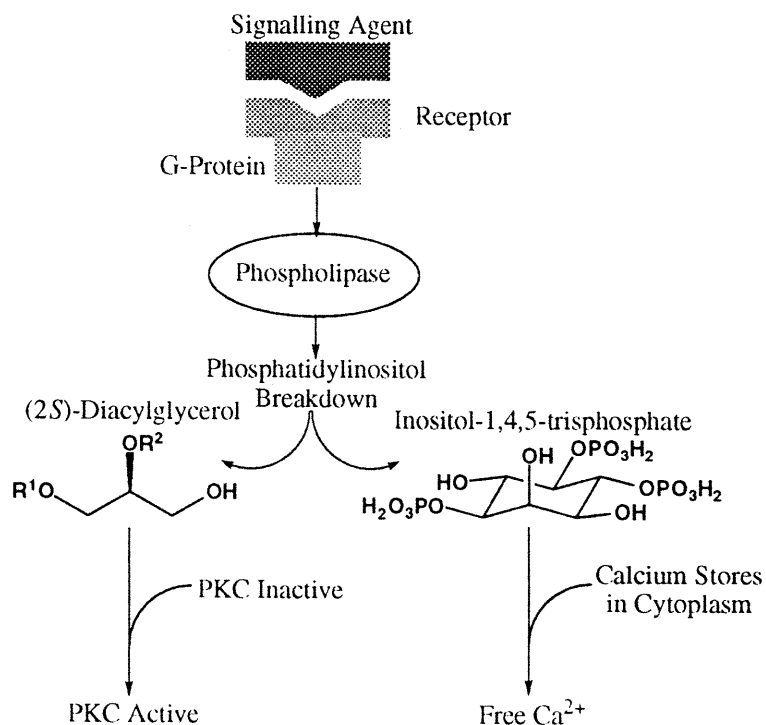 Signalling Agent
Receptor
G-Protein
Phospholipase
Phosphatidylinositol
Breakdown
(2S)-Diacylglycerol
Inositol-1,4,5-trisphosphate
OR²
R¹O
OH
OH
OPO₃H₂
HO
OPO₃H₂
H₂O₃PO
OH
PKC Inactive
Calcium Stores
in Cytoplasm
PKC Active
Free Ca²⁺